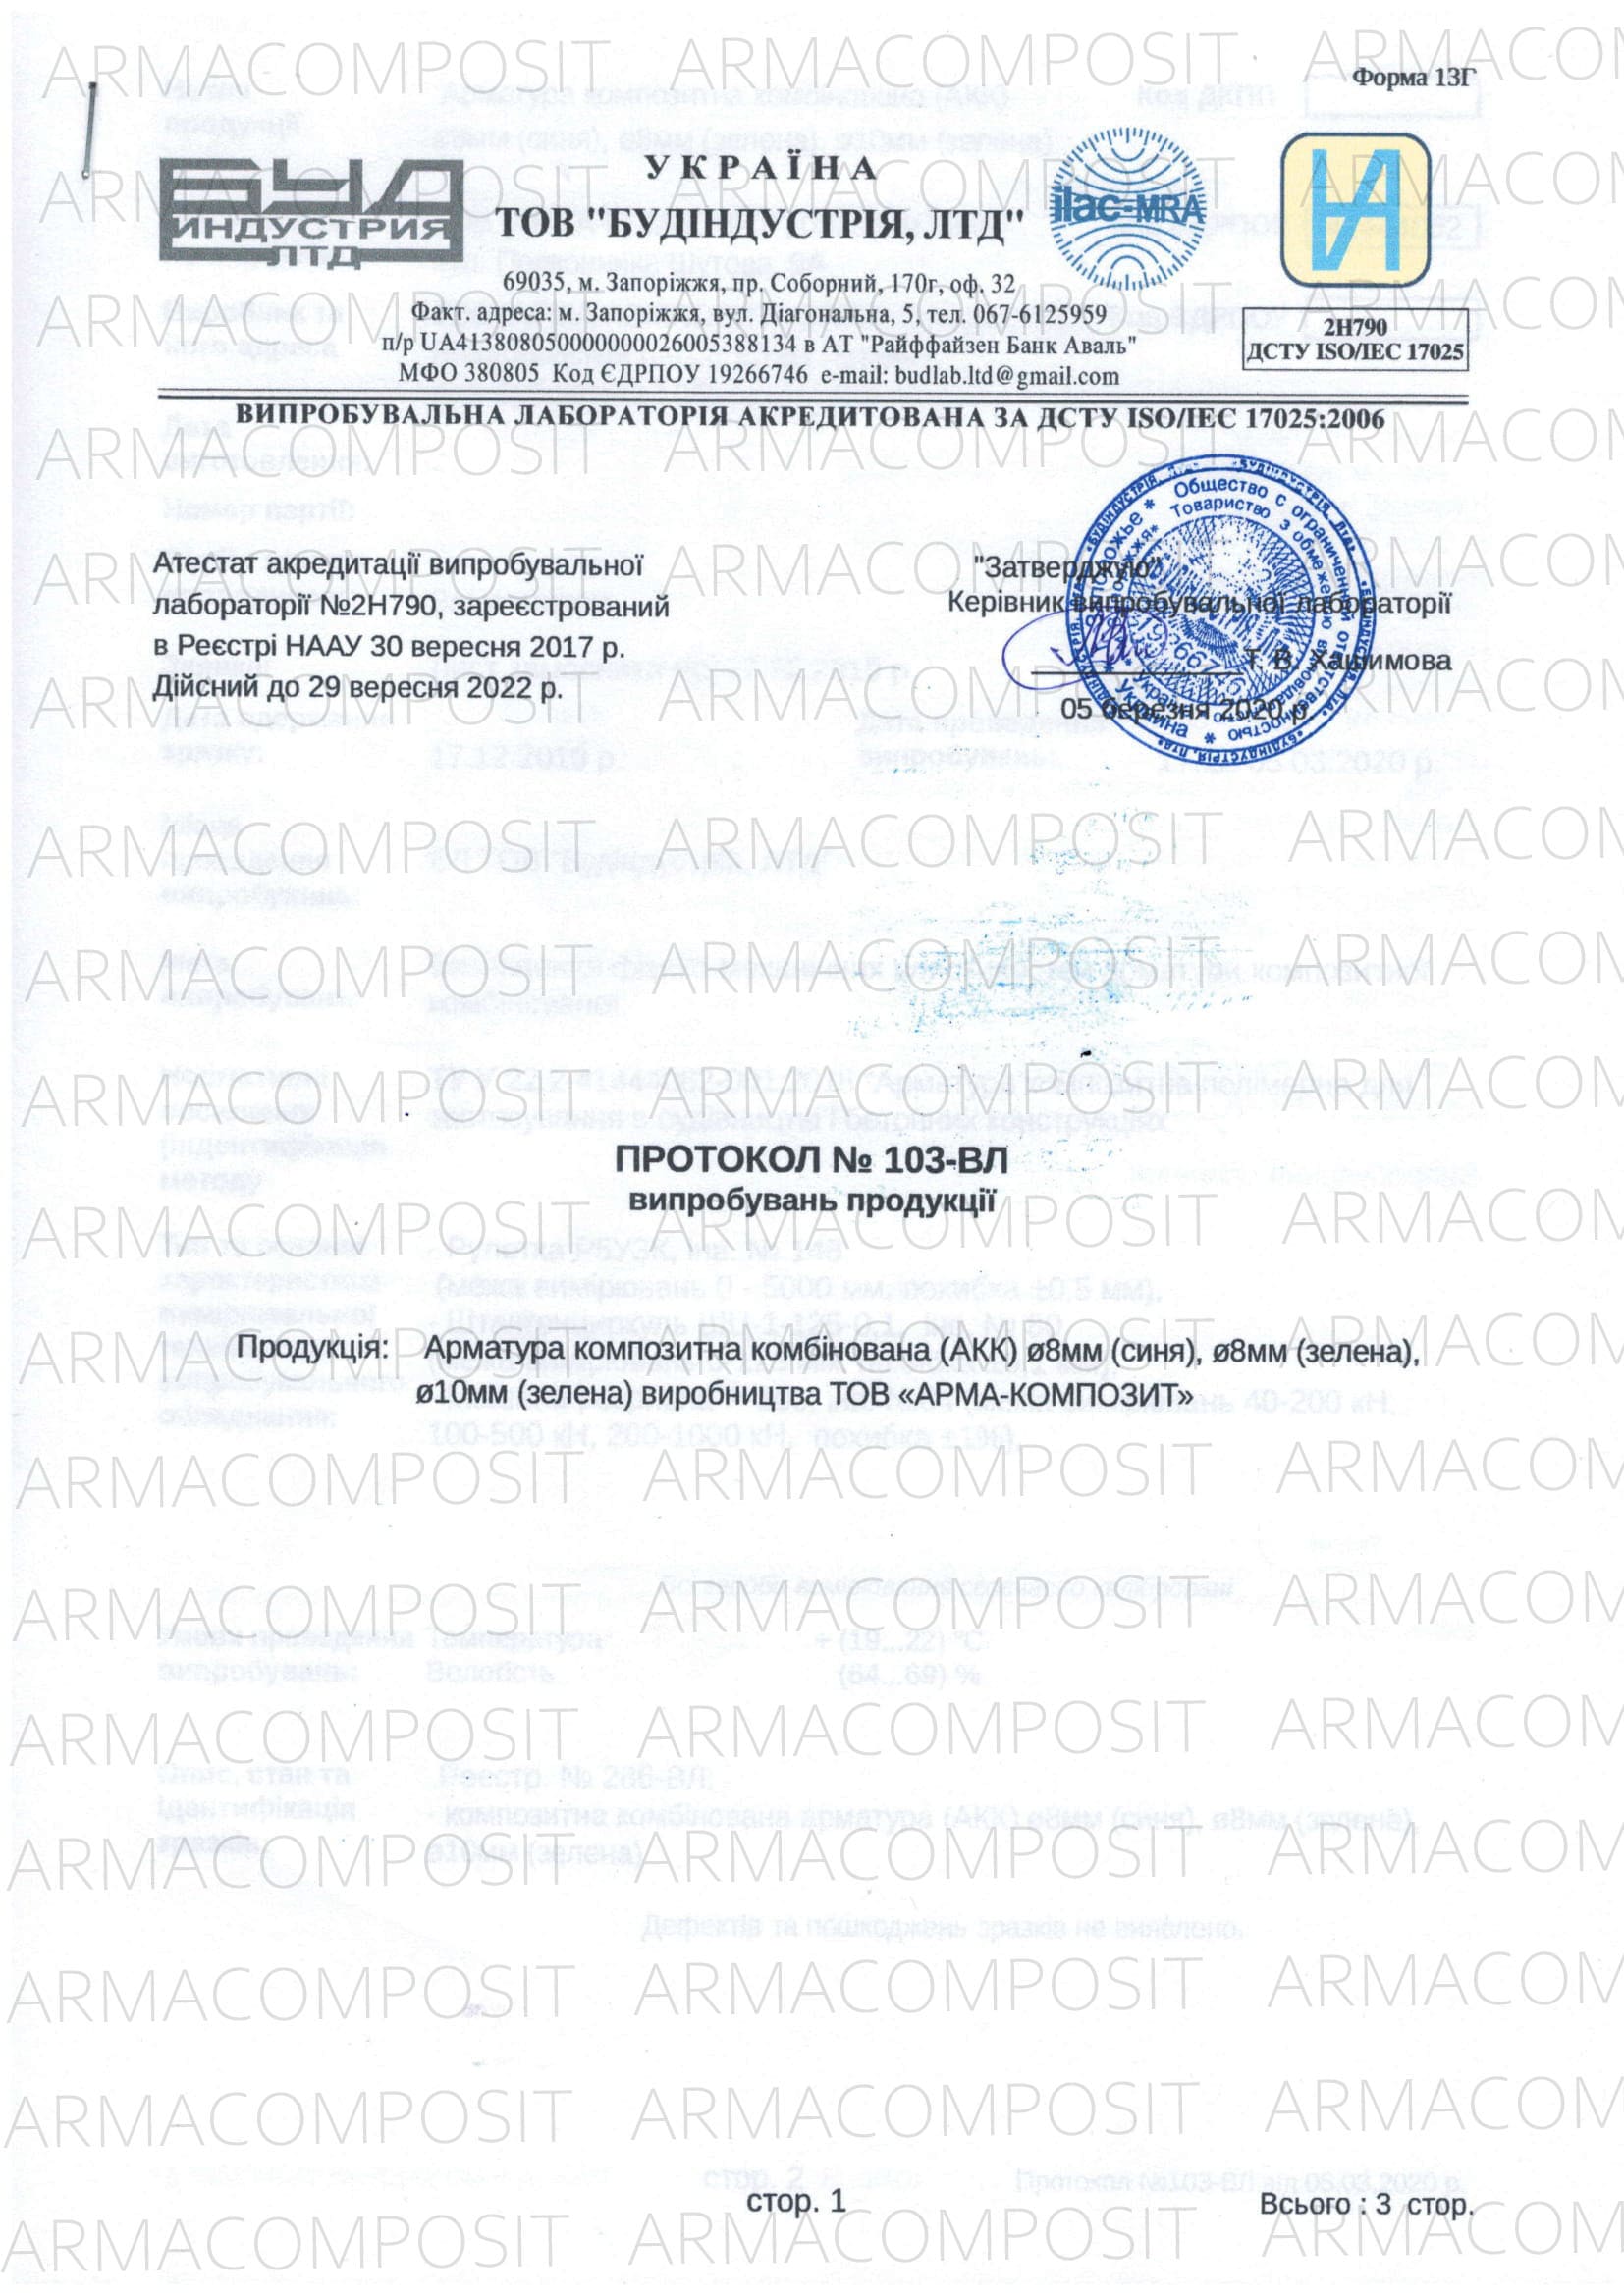 Форма 13Г
БУД
ИНДУСТРИЯ
ЛТД
УКРАЇНА
ТОВ "БУДІНДУСТРІЯ, ЛТД"
69035, м. Запоріжжя, пр. Соборний, 170г, оф. 32
Факт. адреса: м. Запоріжжя, вул. Діагональна, 5, тел. 067-6125959
п/р UA413808050000000026005388134 в АТ "Райффайзен Банк Аваль"
МФО 380805 Код ЄДРПОУ 19266746 e-mail: budlab.ltd@gmail.com
ilac-MRA
2Н790
ДСТУ ISO/IEC 17025
ВИПРОБУВАЛЬНА ЛАБОРАТОРІЯ АКРЕДИТОВАНА ЗА ДСТУ ISO/IEC 17025:2006
Атестат акредитації випробувальної
лабораторії №2Н790, зареєстрований
в Реєстрі НААУ 30 вересня 2017 р.
Дійсний до 29 вересня 2022 р.
"Затверджую"
Керівник випробувальної лабораторії
Т. В. Хашимова
05 березня 2020 р
ПРОТОКОЛ № 103-ВЛ
випробувань продукції
Продукція: Арматура композитна комбінована (АКК) ø8мм (синя), ø8мм (зелена),
ø10мм (зелена) виробництва ТОВ «АРМА-КОМПОЗИТ»
стор. 1
Всього : 3 стор.
ARMACOMPOSIT